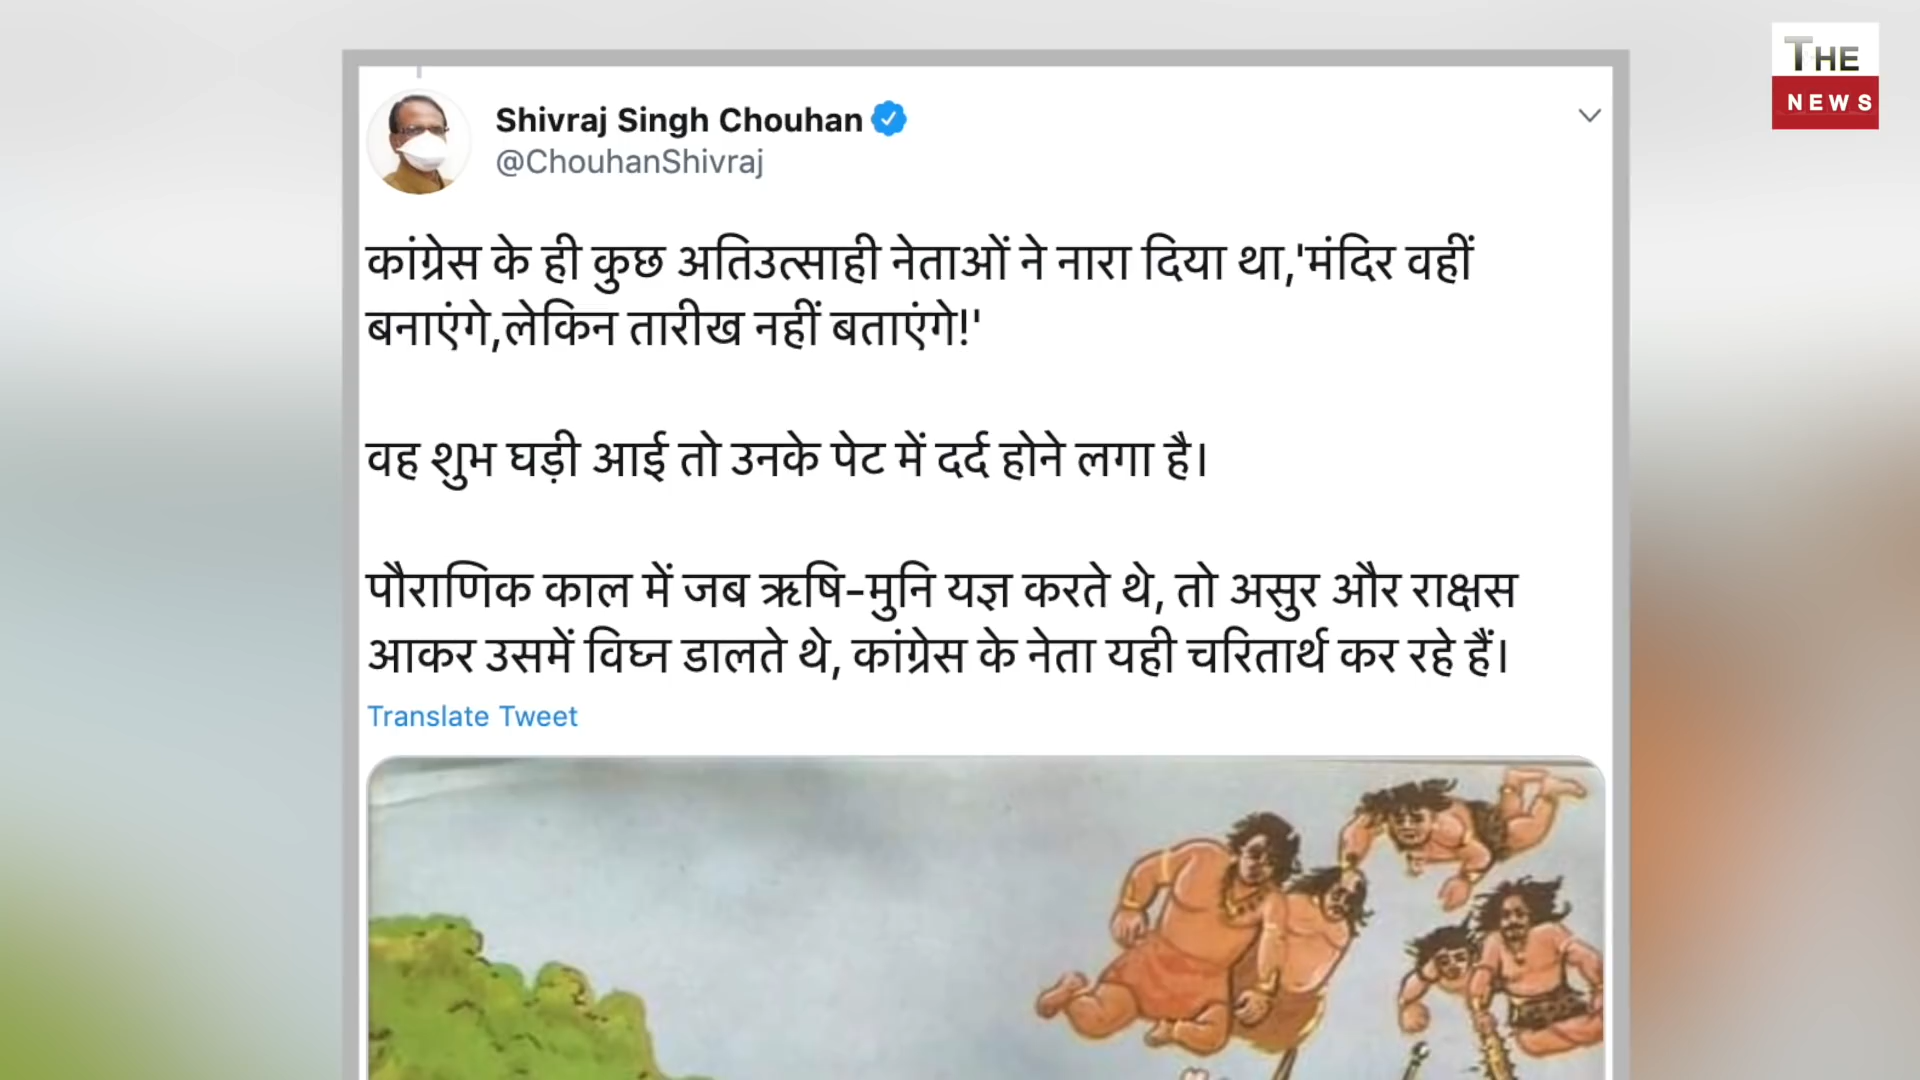 THE
NEWS
Shivraj Singh Chouhan
@ChouhanShivraj
कांग्रेस के ही कुछ अतिउत्साही नेताओं ने नारा दिया था,'मंदिर वहीं
बनाएंगे,लेकिन तारीख नहीं बताएंगे!'
वह शुभ घड़ी आई तो उनके पेट में दर्द होने लगा है।
पौराणिक काल में जब ऋषि-मुनि यज्ञ करते थे, तो असुर और राक्षस
आकर उसमें विघ्न डालते थे, कांग्रेस के नेता यही चरितार्थ कर रहे हैं।
Translate Tweet